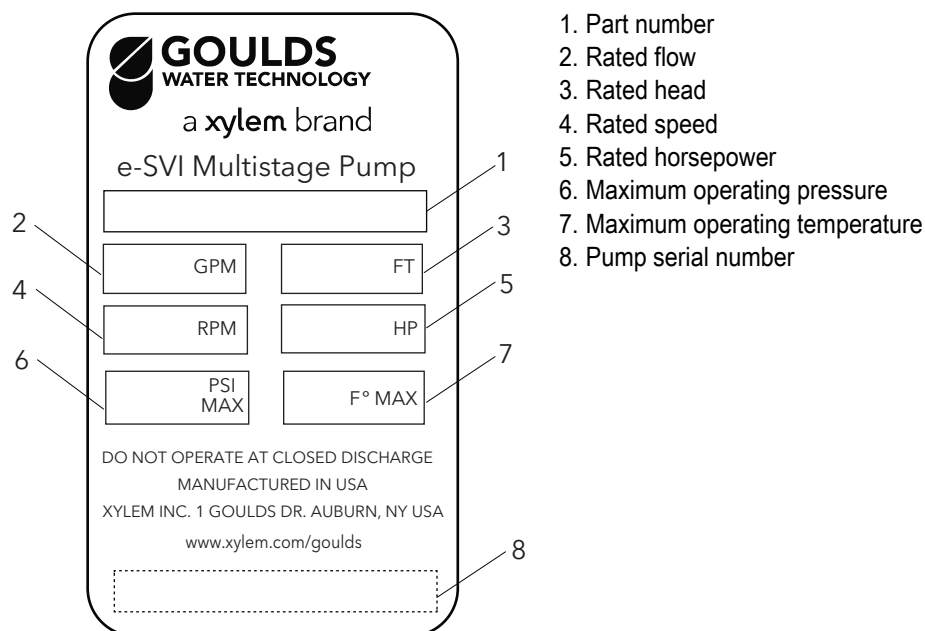 GOULDS
WATER TECHNOLOGY
a xylem brand
e-SVI Multistage Pump
1
2
GPM
FT
3
4
RPM
HP
5
6
PSI
MAX
F° MAX
7
DO NOT OPERATE AT CLOSED DISCHARGE
MANUFACTURED IN USA
XYLEM INC. 1 GOULDS DR. AUBURN, NY USA
www.xylem.com/goulds
8
1. Part number
2. Rated flow
3. Rated head
4. Rated speed
5. Rated horsepower
6. Maximum operating pressure
7. Maximum operating temperature
8. Pump serial number